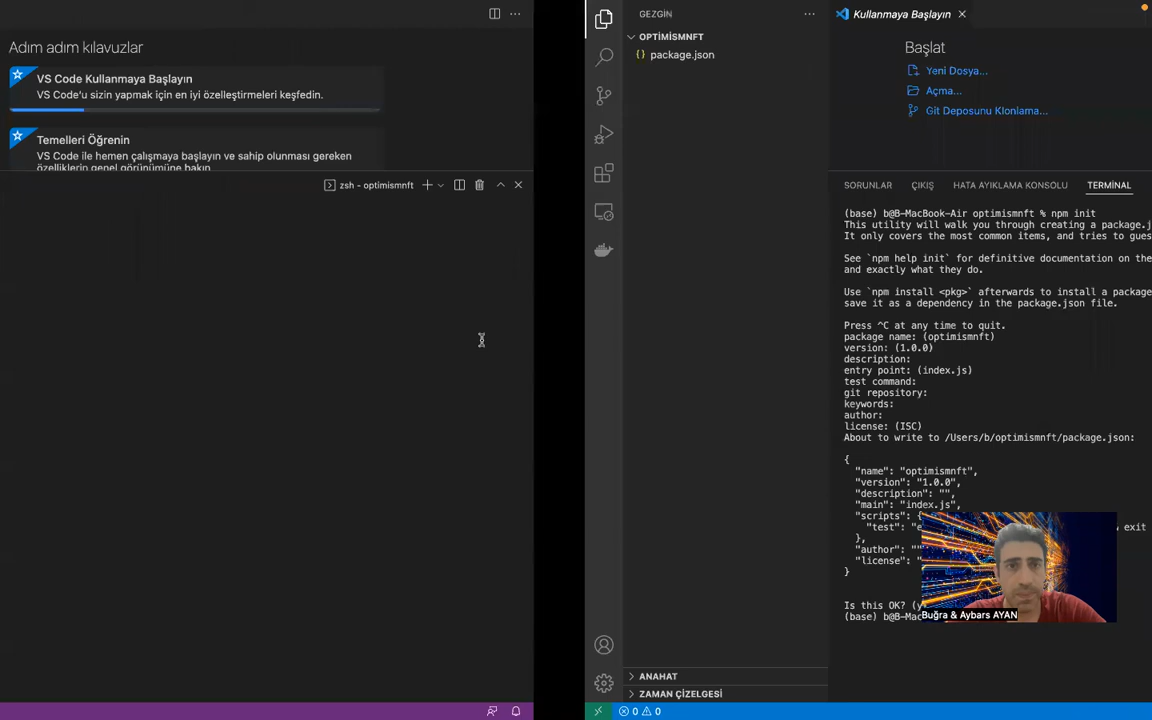 Adım adım kılavuzlar
VS Code Kullanmaya Başlayın
VS Code'u sizin yapmak için en iyi özelleştirmeleri keşfedin.
Temelleri Öğrenin
VS Code ile hemen çalışmaya başlayın ve sahip olunması gereken
özelliklerin genel görünümüne bakın
zsh - optimismnft
GEZGİN
OPTİMİSMNFT
{} package.json
ANAHAT
ZAMAN ÇİZELGESİ
0 0
Kullanmaya Başlayın
Başlat
Yeni Dosya...
Açma...
Git Deposunu Klonlama...
SORUNLAR ÇIKIŞ HATA AYIKLAMA KONSOLU TERMİNAL
(base) b@B-MacBook-Air optimismnft % npm init
This utility will walk you through creating a package.j
It only covers the most common items, and tries to gues
See `npm help init` for definitive documentation on the
and exactly what they do.
Use `npm install <pkg>` afterwards to install a package
save it as a dependency in the package.json file.
Press ^C at any time to quit.
package name: (optimismnft)
version: (1.0.0)
description:
entry point: (index.js)
test command:
git repository:
keywords:
author:
license: (ISC)
About to write to /Users/b/optimismnft/package.json:
{
"name": "optimismnft",
"version": "1.0.0",
"description": "",
"main": "index.js",
"scripts": {
"test": "e exit
},
"author": ""
"license": "
}
Is this OK? (y
(base) b@B-Mac
Buğra & Aybars AYAN